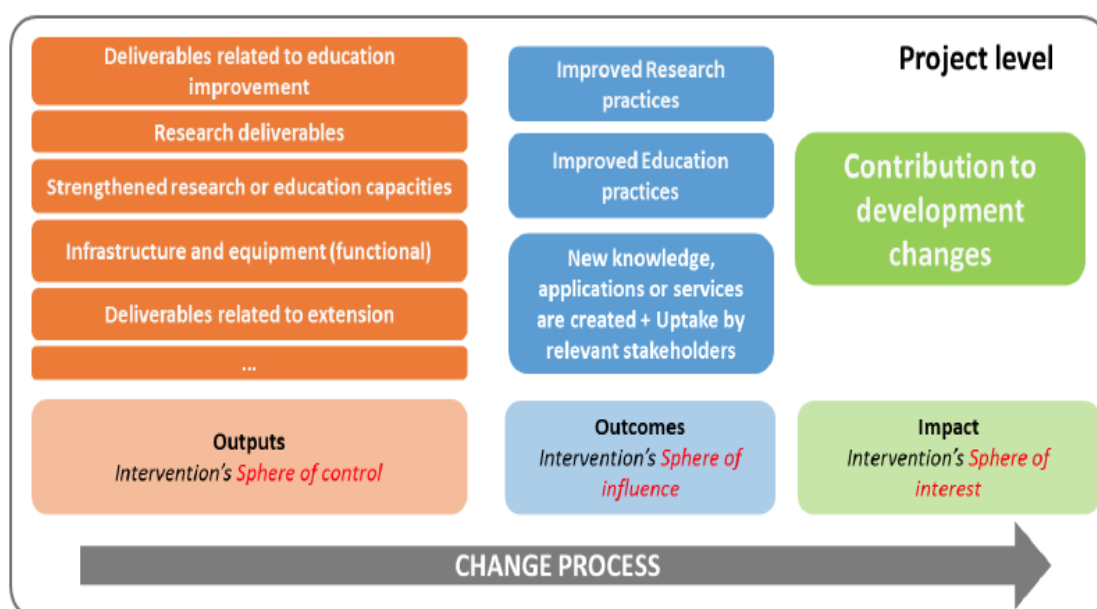 Project level
Deliverables related to education
improvement
Research deliverables
Strengthened research or education capacities
Infrastructure and equipment (functional)
Deliverables related to extension
...
Improved Research
practices
Improved Education
practices
New knowledge,
applications or services
are created + Uptake by
relevant stakeholders
Contribution to
development
changes
Outputs
Intervention's Sphere of control
Outcomes
Intervention's Sphere of
influence
Impact
Intervention's Sphere of
interest
CHANGE PROCESS